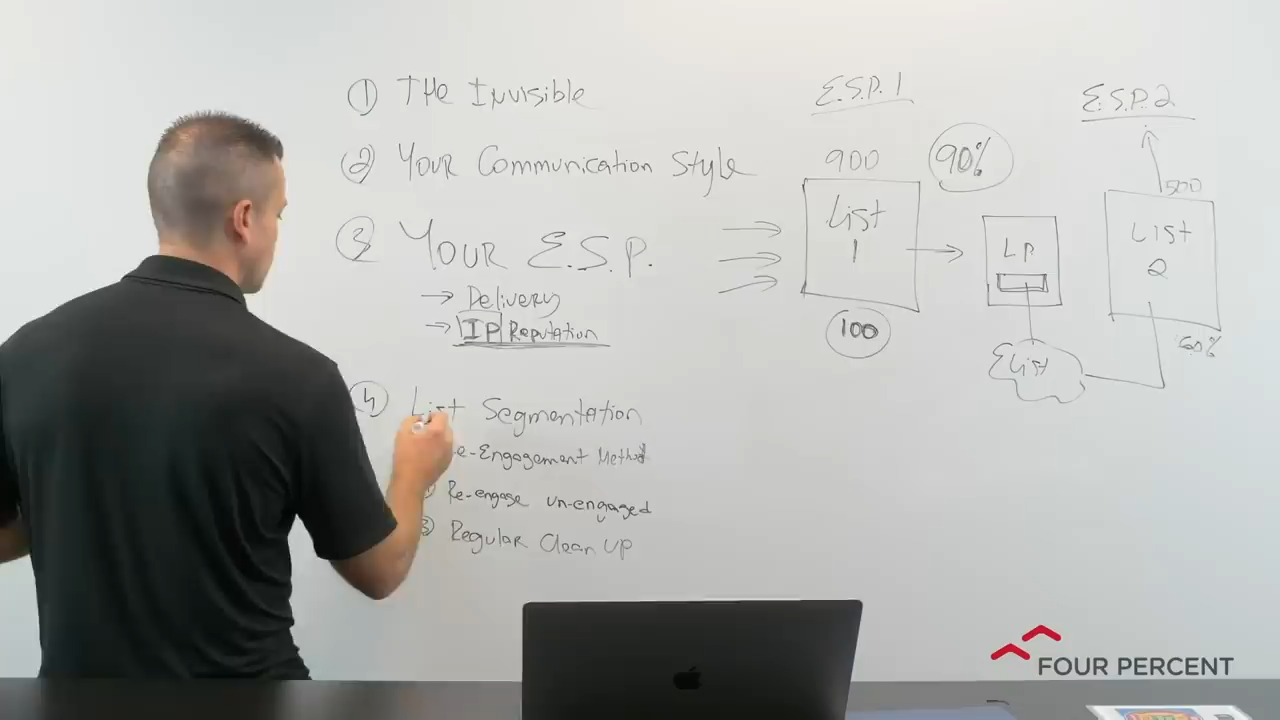 ① THE INVISIBLE
② YOUR COMMUNICATION STYLE
③ YOUR E.S.P.
→ Delivery
→ IP Reputation
④ List Segmentation
e-Engagement Method
Re-engage un-engaged
③ Regular Clean up
E.S.P. 1
900
90%
List
1
100
LP
List
E.S.P. 2
500
List
2
60%
FOUR PERCENT